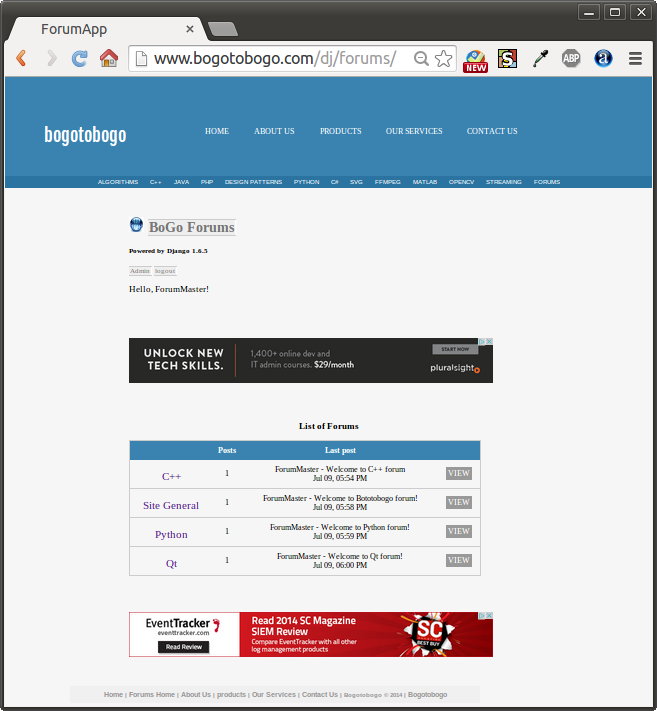 ForumApp
www.bogotobogo.com/dj/forums/
NEW
S
ABP
a
bogotobogo
HOME ABOUT US PRODUCTS OUR SERVICES CONTACT US
ALGORITHMS C++ JAVA PHP DESIGN PATTERNS PYTHON C# SVG FFMPEG MATLAB OPENCV STREAMING FORUMS
BoGo Forums
Powered by Django 1.6.5
Admin logout
Hello, ForumMaster!
UNLOCK NEW
TECH SKILLS.
1,400+ online dev and
IT admin courses. $29/month
START NOW
pluralsight
List of Forums
Posts Last post
C++ 1 ForumMaster - Welcome to C++ forum
Jul 09, 05:54 PM
VIEW
Site General 1 ForumMaster - Welcome to Bototobogo forum!
Jul 09, 05:58 PM
VIEW
Python 1 ForumMaster - Welcome to Python forum!
Jul 09, 05:59 PM
VIEW
Qt 1 ForumMaster - Welcome to Qt forum!
Jul 09, 06:00 PM
VIEW
EventTracker
eventtracker.com
Read Review
Read 2014 SC Magazine
SIEM Review
Compare EventTracker with all other
log management products
SC
BEST BUY
Home | Forums Home | About Us | products | Our Services | Contact Us | Bogotobogo © 2014 | Bogotobogo